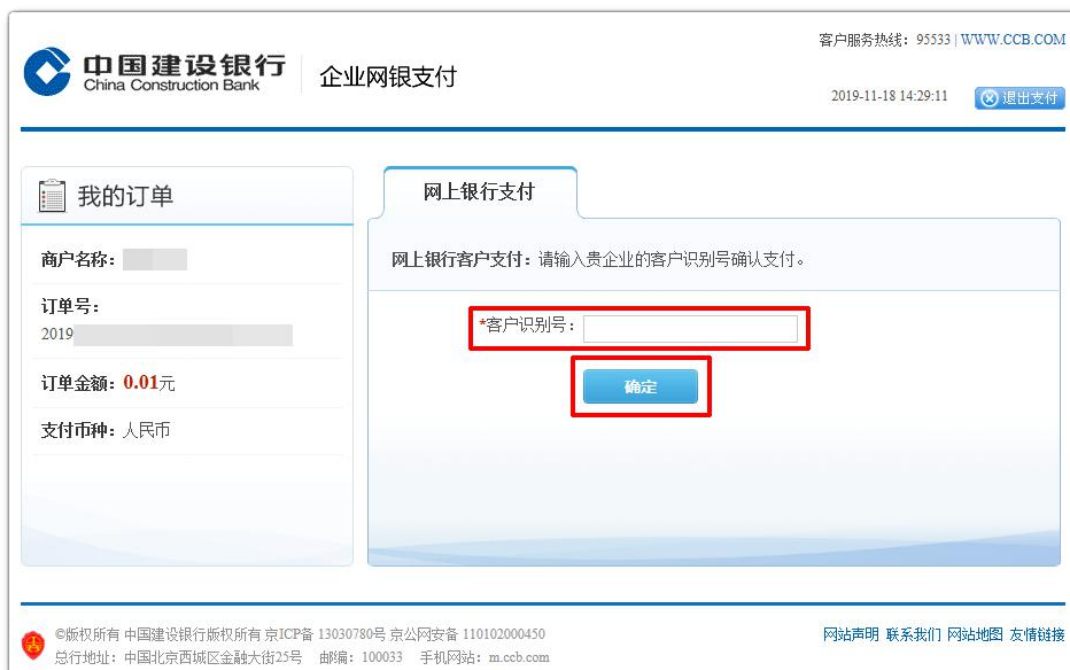 客户服务热线：95533 | WWW.CCB.COM
中国建设银行
China Construction Bank
企业网银支付
2019-11-18 14:29:11 退出支付
我的订单
商户名称：
订单号：
2019
订单金额：0.01元
支付币种：人民币
网上银行支付
网上银行客户支付：请输入贵企业的客户识别号确认支付。
*客户识别号：
确定
©版权所有 中国建设银行版权所有 京ICP备 13030780号 京公网安备 110102000450
总行地址：中国北京西城区金融大街25号 邮编：100033 手机网站：m.ccb.com
网站声明 联系我们 网站地图 友情链接